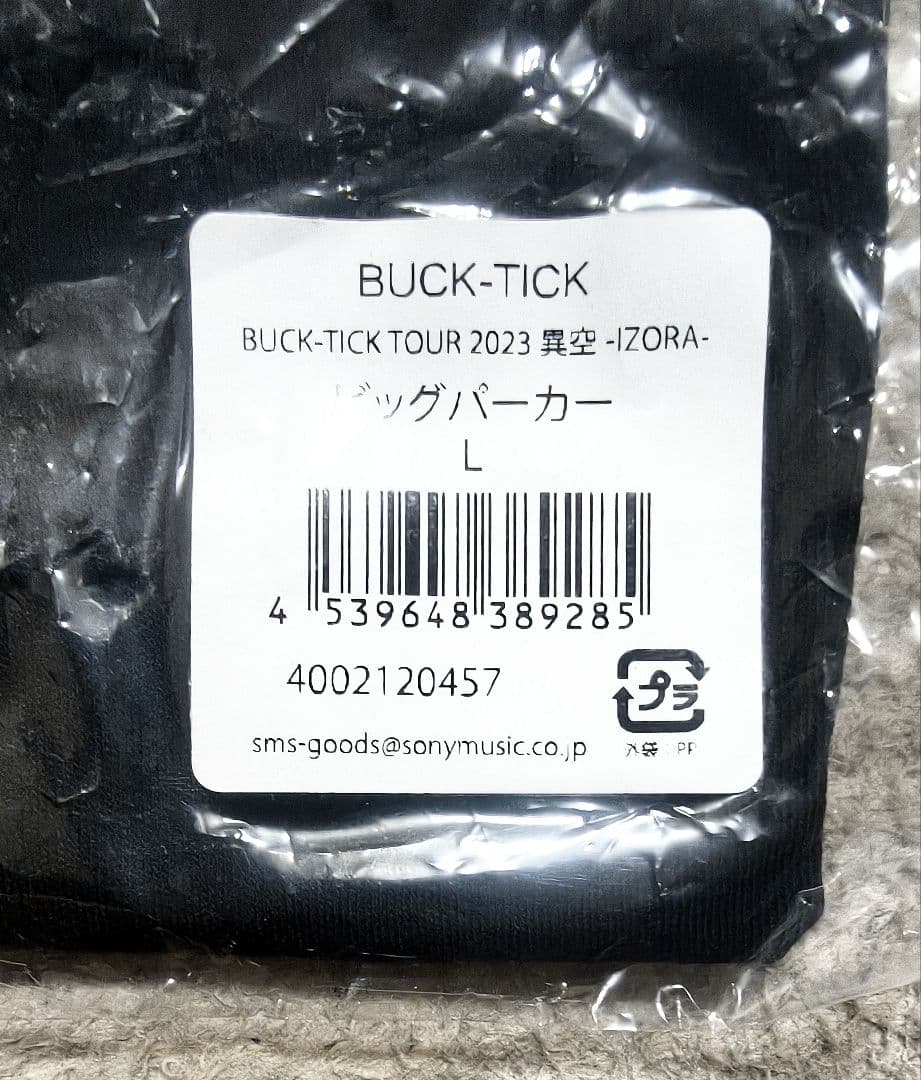 BUCK-TICK
BUCK-TICK TOUR 2023 異空 -IZORA-
ビッグパーカー
L
4 539648 389285
4002120457
プラ
sms-goods@sonymusic.co.jp
外袋:PP